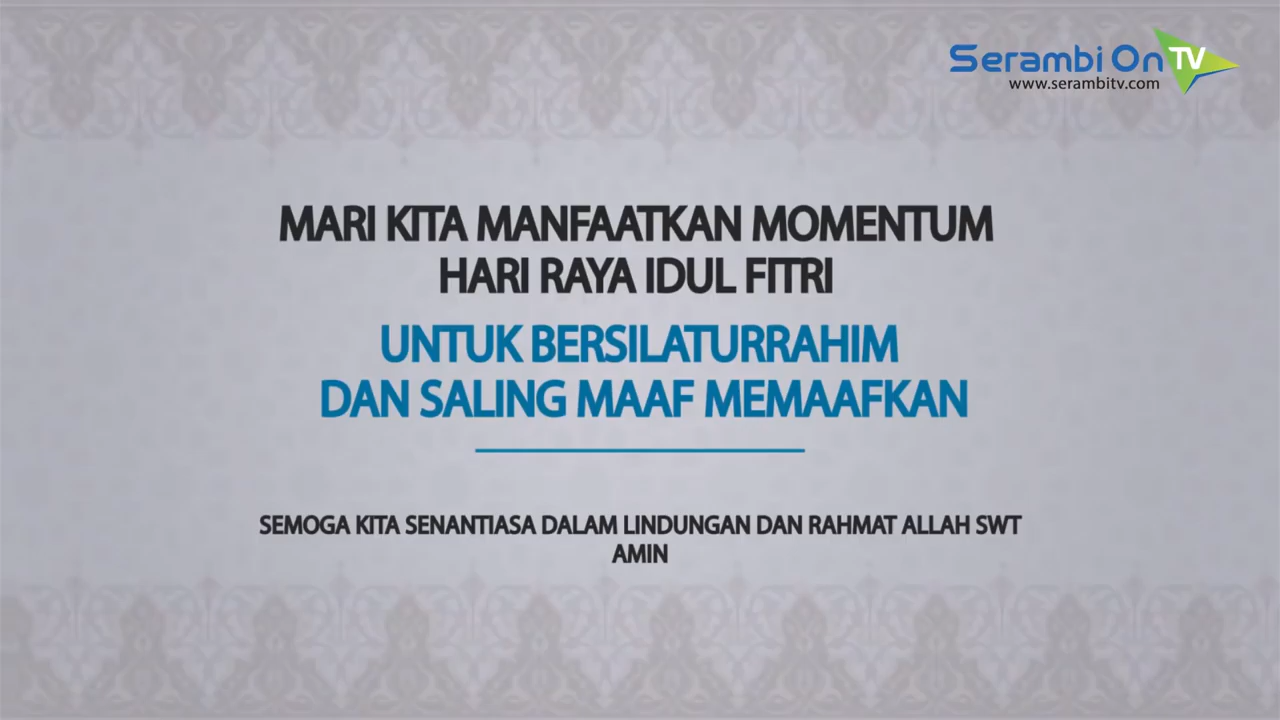 Serambi On TV
www.serambitv.com
MARI KITA MANFAATKAN MOMENTUM
HARI RAYA IDUL FITRI
UNTUK BERSILATURRAHIM
DAN SALING MAAF MEMAAFKAN
SEMOGA KITA SENANTIASA DALAM LINDUNGAN DAN RAHMAT ALLAH SWT
AMIN